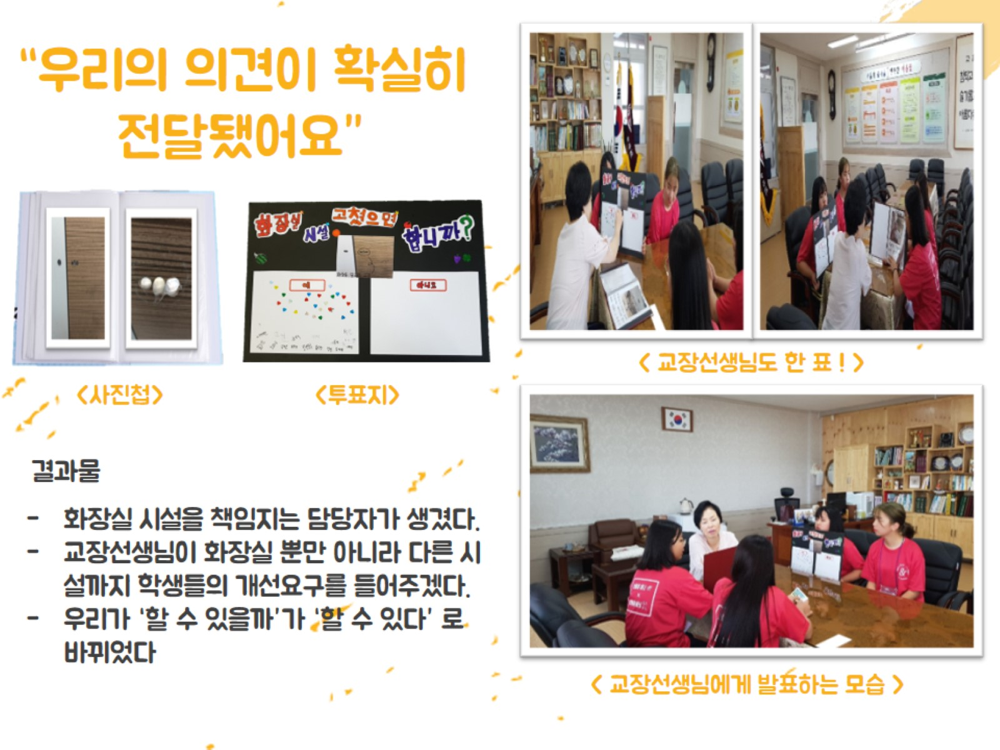 “우리의 의견이 확실히
전달됐어요”
화장실 시설 고쳤으면 합니까?
예
아니요
<사진첩>
<투표지>
결과물
- 화장실 시설을 책임지는 담당자가 생겼다.
- 교장선생님이 화장실 뿐만 아니라 다른 시
설까지 학생들의 개선요구를 들어주겠다.
- 우리가 ‘할 수 있을까’가 ‘할 수 있다’ 로
바뀌었다
< 교장선생님도 한 표 ! >
< 교장선생님에게 발표하는 모습 >